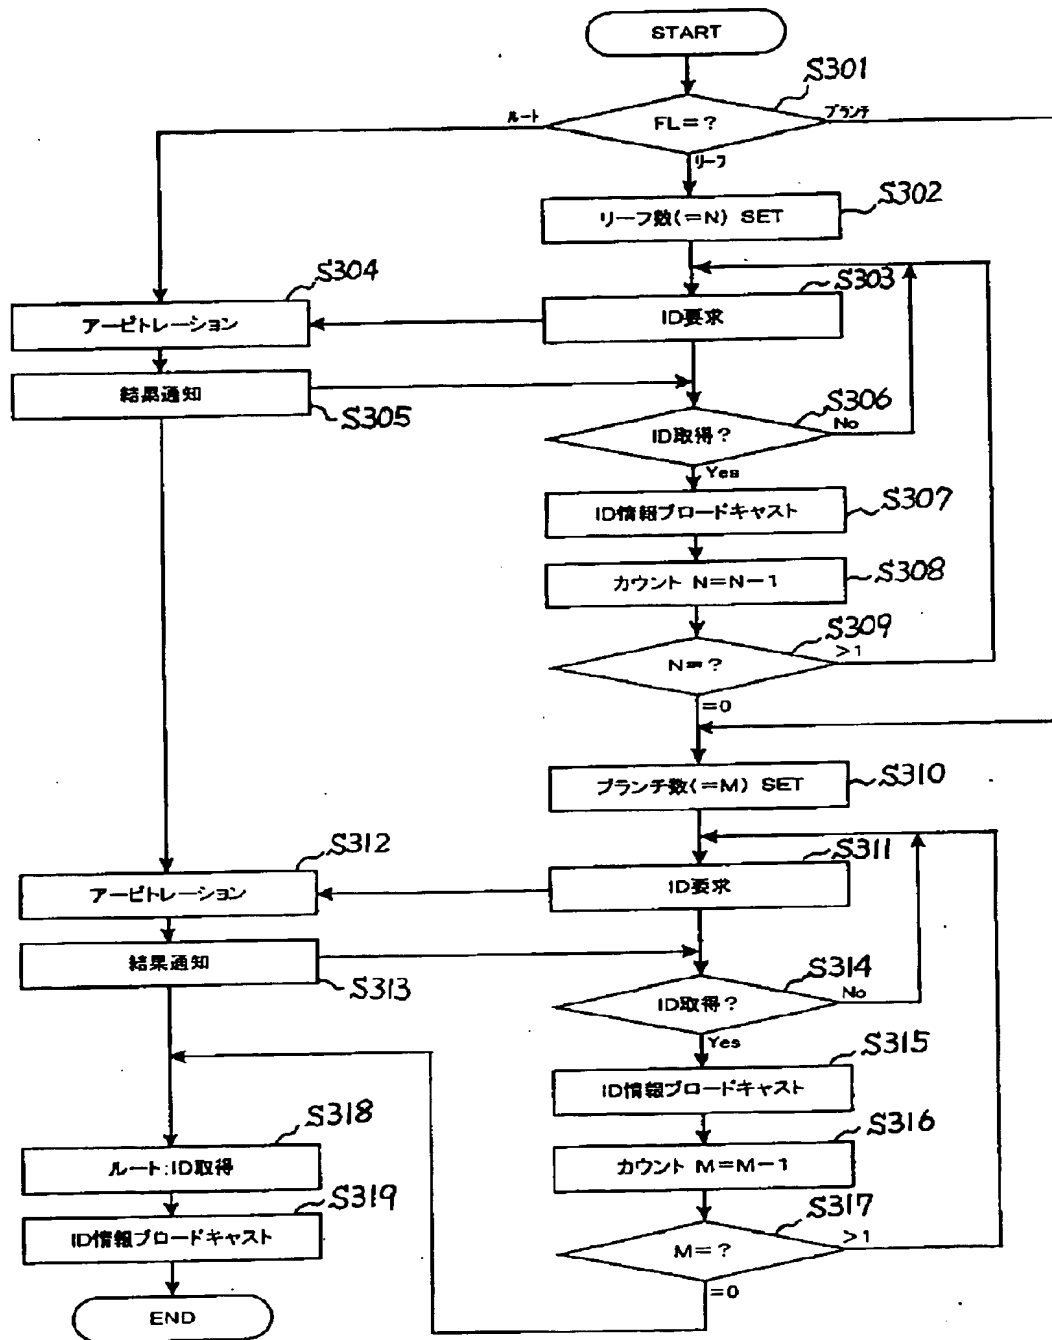 START
S301
ルート
FL=?
ブランチ
リーフ
S302
リーフ数(=N) SET
S304
S303
アービトレーション
ID要求
結果通知
S305
S306
ID取得?
No
Yes
ID情報ブロードキャスト
S307
カウント N=N-1
S308
S309
N=?
>1
=0
ブランチ数(=M) SET
S310
S312
S311
アービトレーション
ID要求
結果通知
S313
S314
ID取得?
No
Yes
S315
ID情報ブロードキャスト
S318
S316
ルート:ID取得
カウント M=M-1
S319
S317
ID情報ブロードキャスト
M=?
>1
=0
END